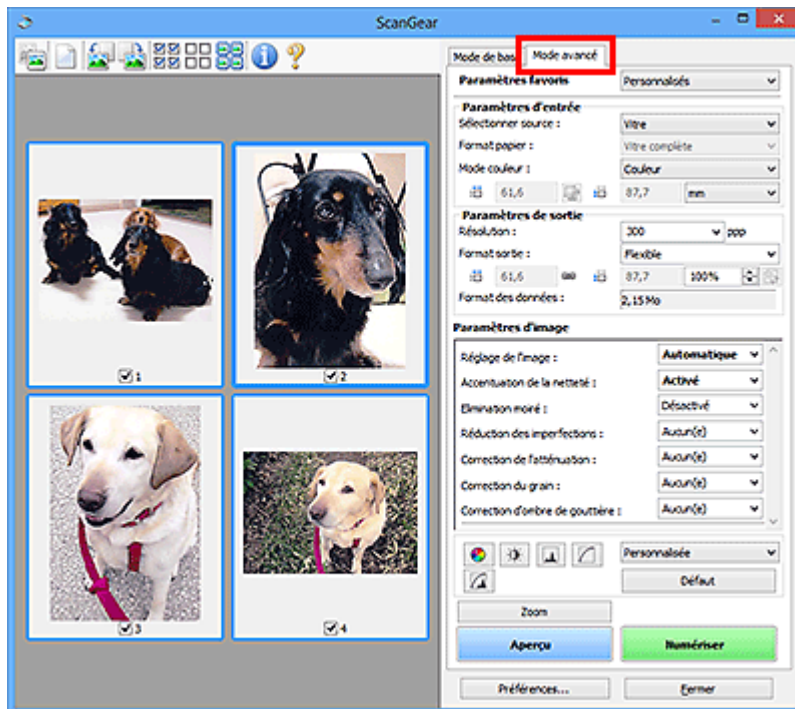 ScanGear
Mode de bas Mode avancé
Paramètres favoris Personnalisés
Paramètres d'entrée
Sélectionner source : Vitre
Format papier : Vitre complète
Mode couleur : Couleur
61,6 87,7 mm
Paramètres de sortie
Résolution : 300 ppp
Format sortie : Flexible
61,6 87,7 100%
Format des données : 2,15 Mo
Paramètres d'image
Réglage de l'image : Automatique
Accentuation de la netteté : Activé
Elimination moiré : Désactivé
Réduction des imperfections : Aucun(e)
Correction de l'atténuation : Aucun(e)
Correction du grain : Aucun(e)
Correction d'ombre de gouttière : Aucun(e)
Personnalisée
Défaut
Zoom
Aperçu Numériser
Préférences... Fermer
1
2
3
4